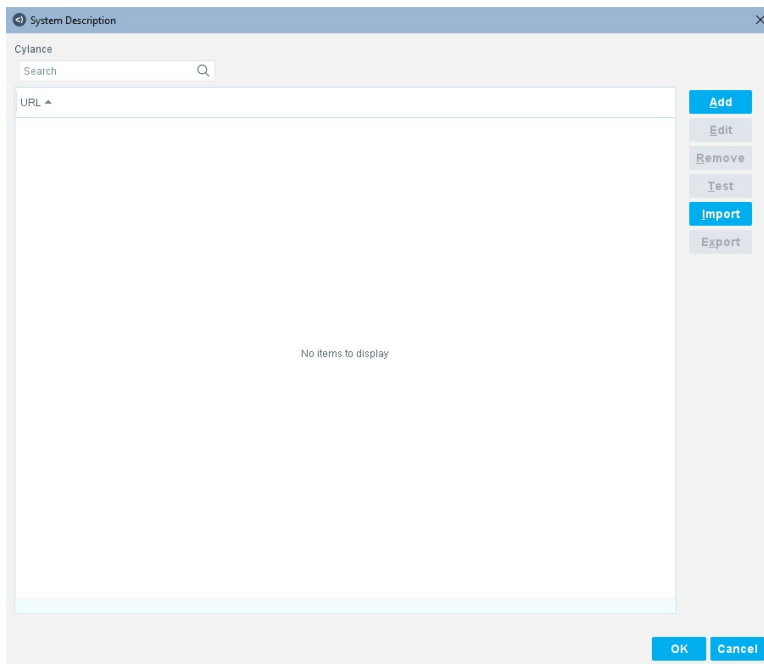 System Description
Cylance
Search
URL
Add
Edit
Remove
Test
Import
Export
No items to display
OK
Cancel